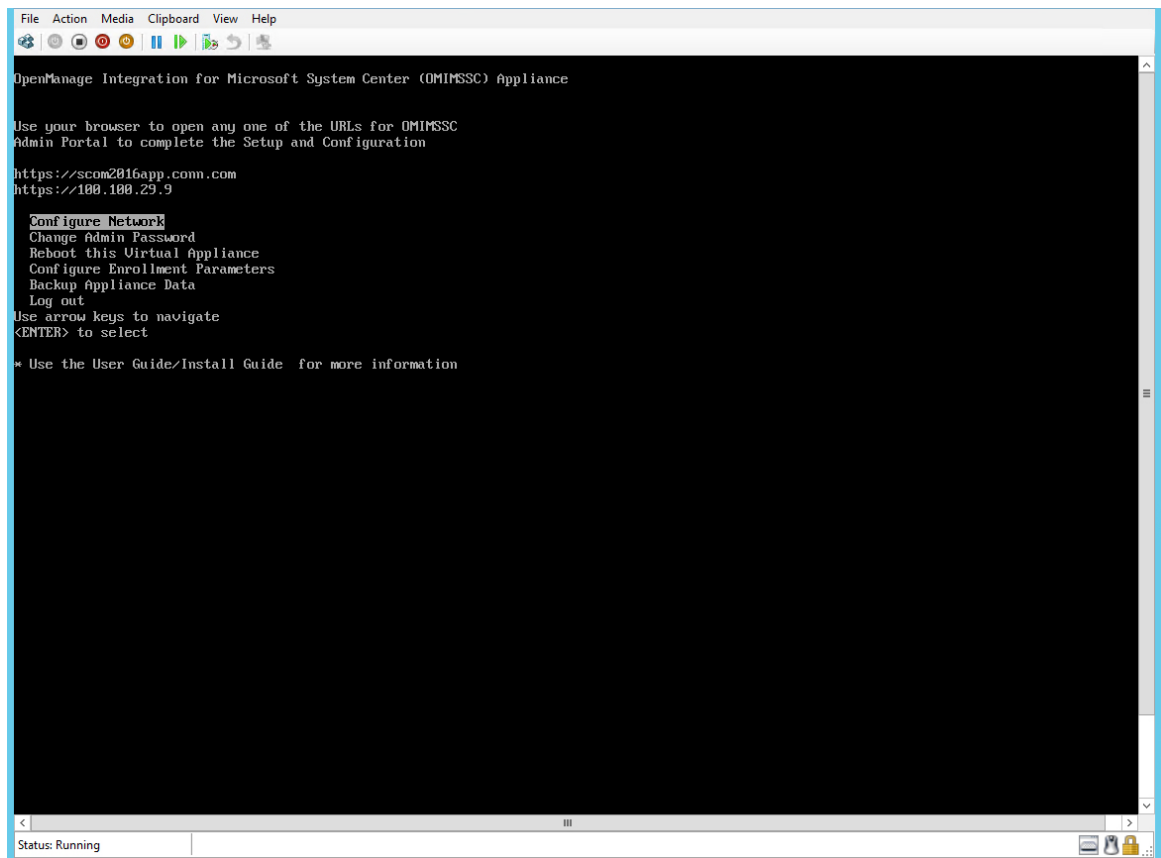 File Action Media Clipboard View Help
OpenManage Integration for Microsoft System Center (OMIMSSC) Appliance
Use your browser to open any one of the URLs for OMIMSSC
Admin Portal to complete the Setup and Configuration
https://scom2016app.conn.com
https://100.100.29.9
Configure Network
Change Admin Password
Reboot this Virtual Appliance
Configure Enrollment Parameters
Backup Appliance Data
Log out
Use arrow keys to navigate
<ENTER> to select
* Use the User Guide/Install Guide  for more information
Status: Running